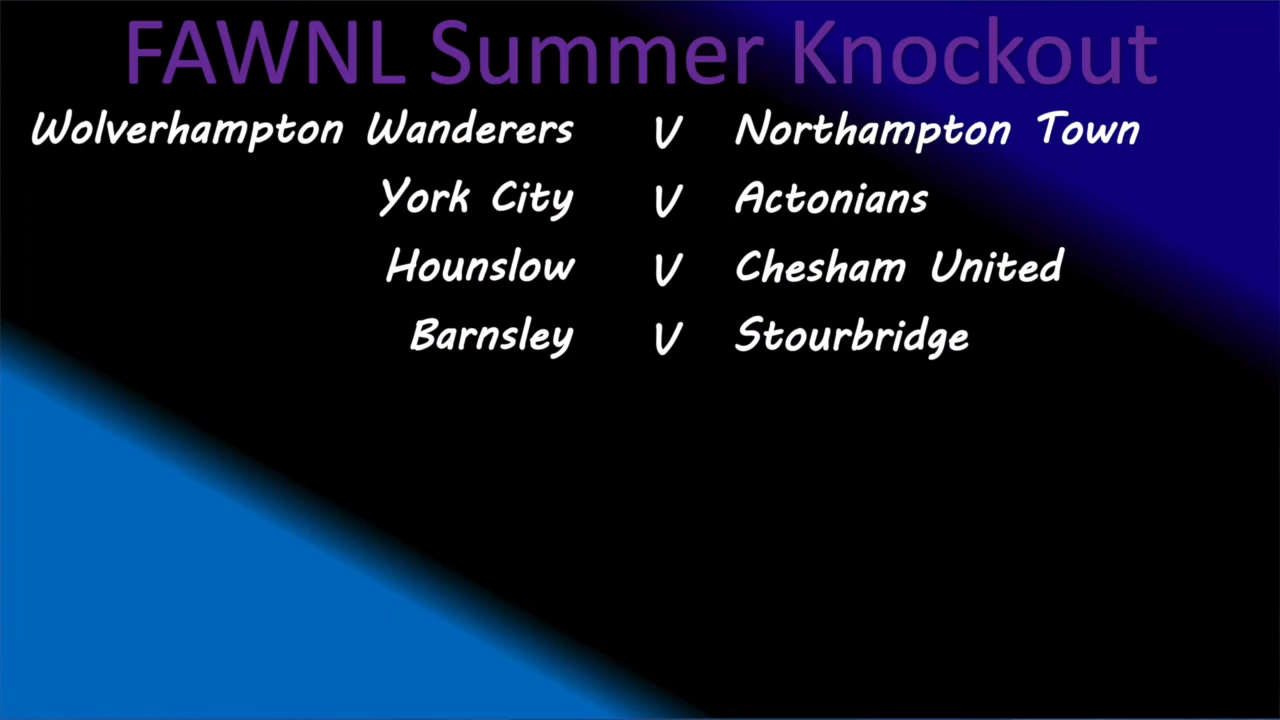 FAWNL Summer Knockout
Wolverhampton Wanderers V Northampton Town
York City V Actonians
Hounslow V Chesham United
Barnsley V Stourbridge